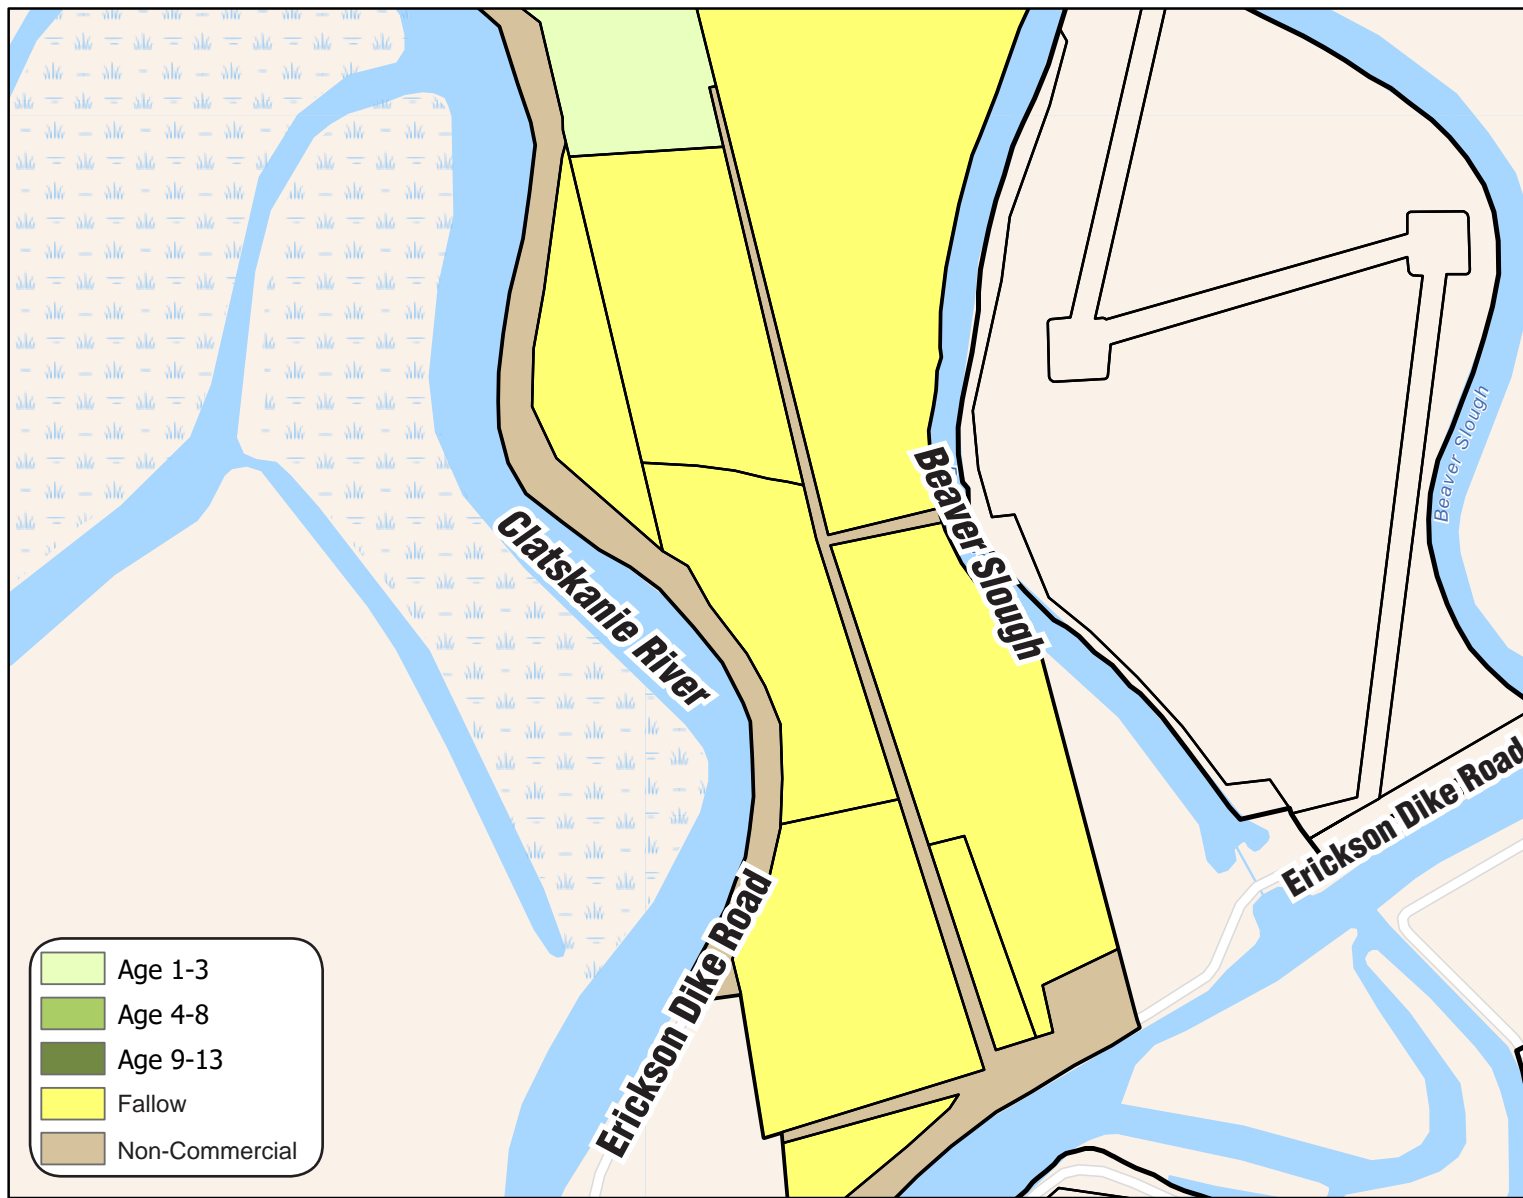 Beaver Slough
Beaver Slough
Clatskanie River
Erickson Dike Road
Erickson Dike Road
Age 1-3
Age 4-8
Age 9-13
Fallow
Non-Commercial